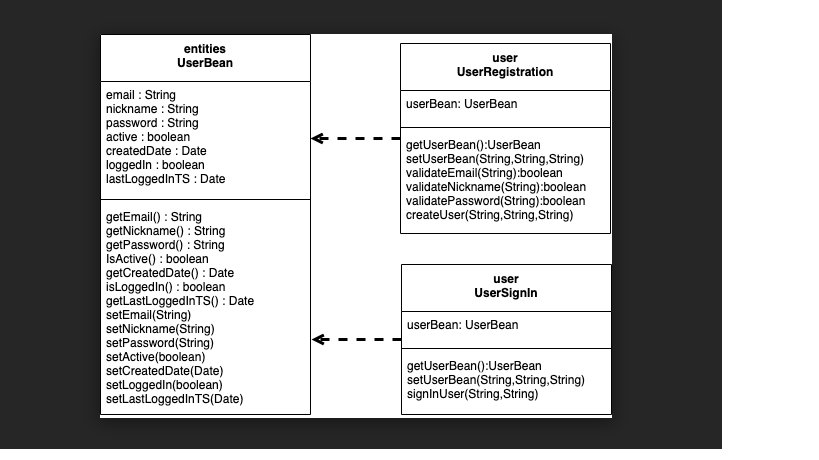 entities
UserBean
email : String
nickname : String
password : String
active : boolean
createdDate : Date
loggedIn : boolean
lastLoggedInTS : Date
getEmail() : String
getNickname() : String
getPassword() : String
IsActive() : boolean
getCreatedDate() : Date
isLoggedIn() : boolean
getLastLoggedInTS() : Date
setEmail(String)
setNickname(String)
setPassword(String)
setActive(boolean)
setCreatedDate(Date)
setLoggedIn(boolean)
setLastLoggedInTS(Date)
user
UserRegistration
userBean: UserBean
getUserBean():UserBean
setUserBean(String,String,String)
validateEmail(String):boolean
validateNickname(String):boolean
validatePassword(String):boolean
createUser(String,String,String)
user
UserSignIn
userBean: UserBean
getUserBean():UserBean
setUserBean(String,String,String)
signInUser(String,String)